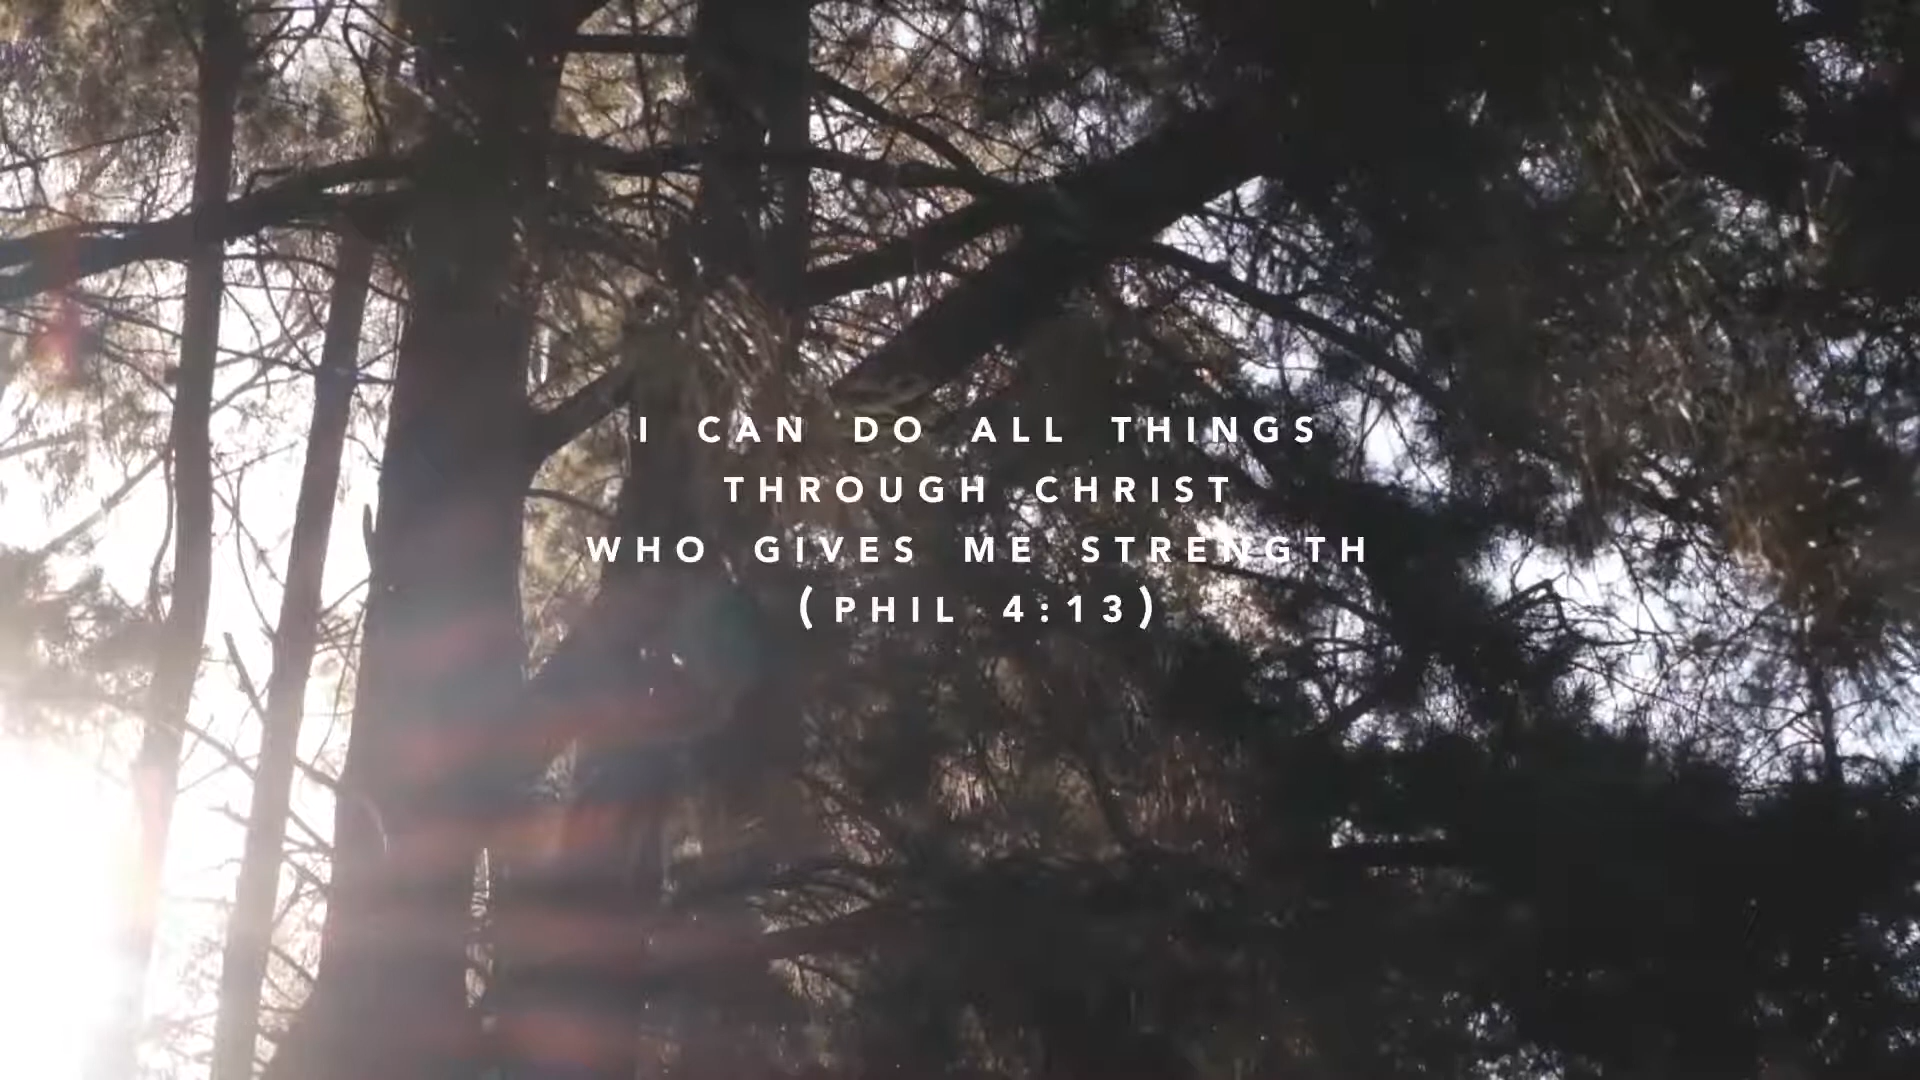 I CAN DO ALL THINGS
THROUGH CHRIST
WHO GIVES ME STRENGTH
(PHIL 4:13)